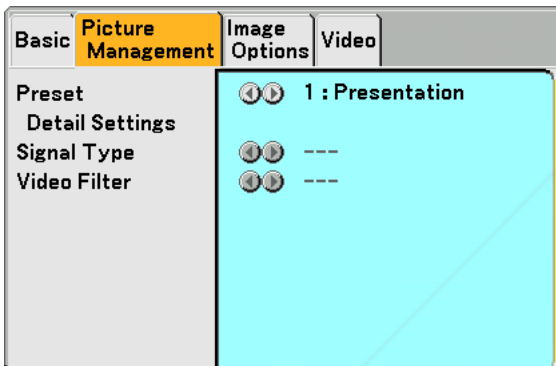 Basic
Picture
Management
Image
Options
Video
Preset
1 : Presentation
Detail Settings
Signal Type
---
Video Filter
---